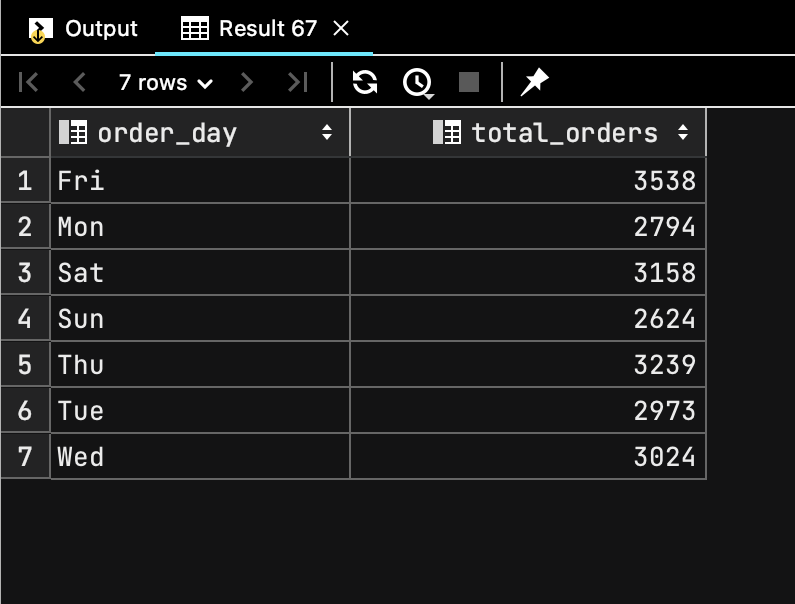 Output Result 67
7 rows
order_day total_orders
1 Fri 3538
2 Mon 2794
3 Sat 3158
4 Sun 2624
5 Thu 3239
6 Tue 2973
7 Wed 3024